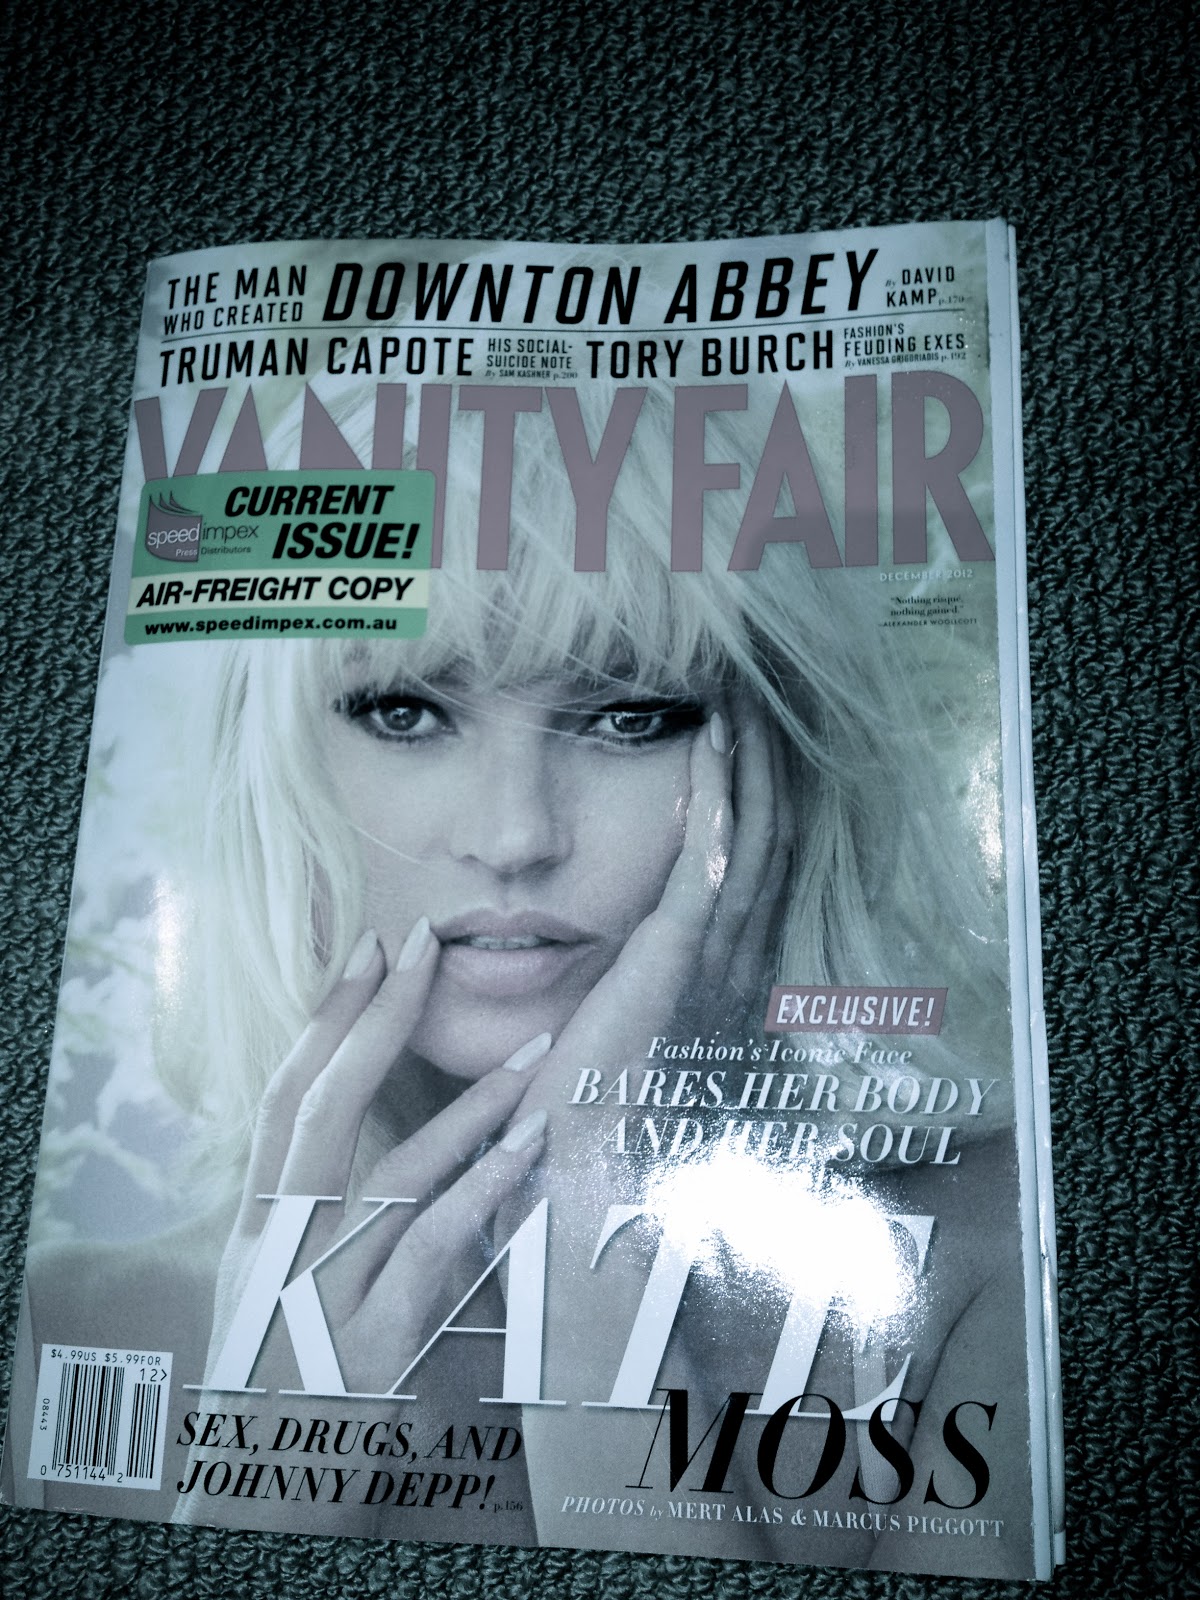 THE MAN
WHO CREATED
DOWNTON ABBEY
By DAVID
KAMP p.170
TRUMAN CAPOTE
HIS SOCIAL-
SUICIDE NOTE
By SAM KASHNER p.200
TORY BURCH
FASHION'S
FEUDING EXES
By VANESSA GRIGORIADIS p.192
VANITY FAIR
CURRENT
ISSUE!
speed impex
Press Distributors
AIR-FREIGHT COPY
www.speedimpex.com.au
DECEMBER 2012
"Nothing risqué,
nothing gained."
—ALEXANDER WOOLLCOTT
EXCLUSIVE!
Fashion's Iconic Face
BARES HER BODY
AND HER SOUL
KATE
MOSS
SEX, DRUGS, AND
JOHNNY DEPP! p.156
PHOTOS by MERT ALAS & MARCUS PIGGOTT
$4.99US $5.99FOR
12>
08443
0 751144 2